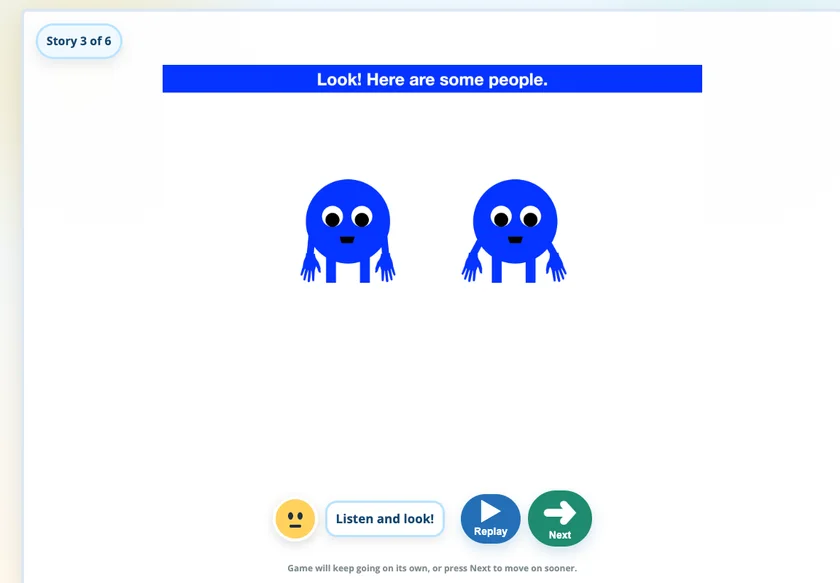 Story 3 of 6
Look! Here are some people.
Listen and look!
Replay
Next
Game will keep going on its own, or press Next to move on sooner.